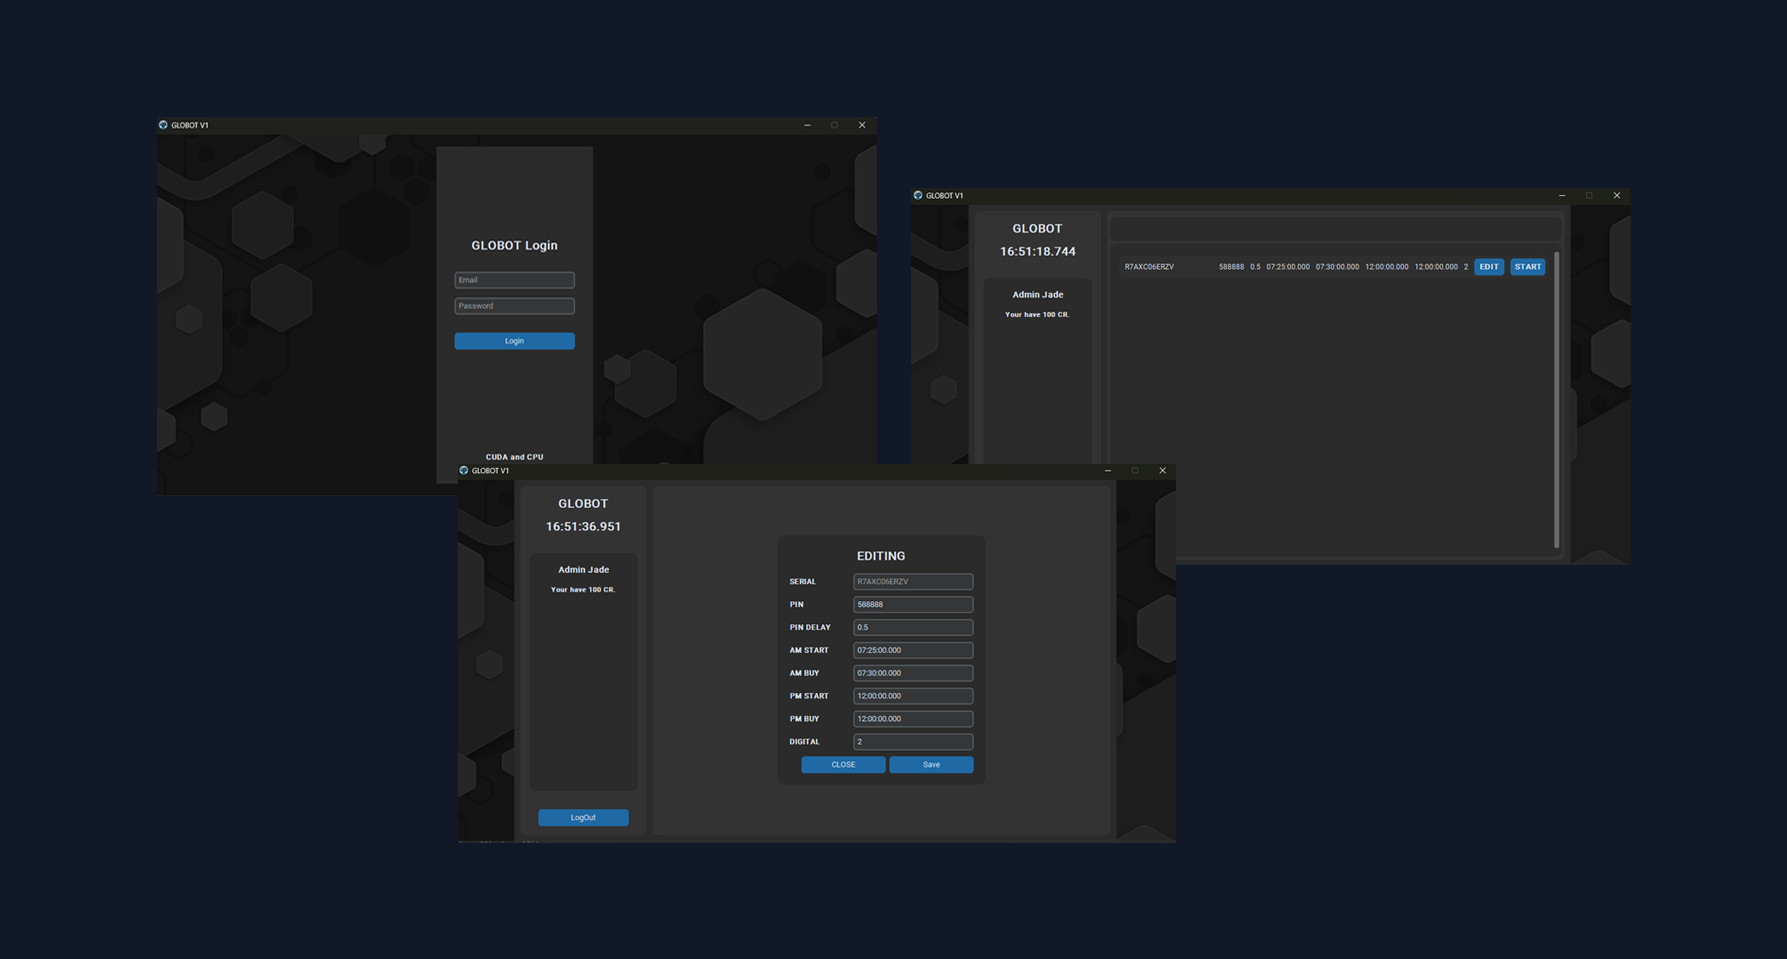 GLOBOT V1
GLOBOT Login
Email
Password
Login
CUDA and CPU
GLOBOT V1
GLOBOT
16:51:18.744
Admin Jade
Your have 100 CR.
R7AXC06ERZV 588888 0.5 07:25:00.000 07:30:00.000 12:00:00.000 12:00:00.000 2 EDIT START
GLOBOT V1
GLOBOT
16:51:36.951
Admin Jade
Your have 100 CR.
LogOut
EDITING
SERIAL R7AXC06ERZV
PIN 588888
PIN DELAY 0.5
AM START 07:25:00.000
AM BUY 07:30:00.000
PM START 12:00:00.000
PM BUY 12:00:00.000
DIGITAL 2
CLOSE Save